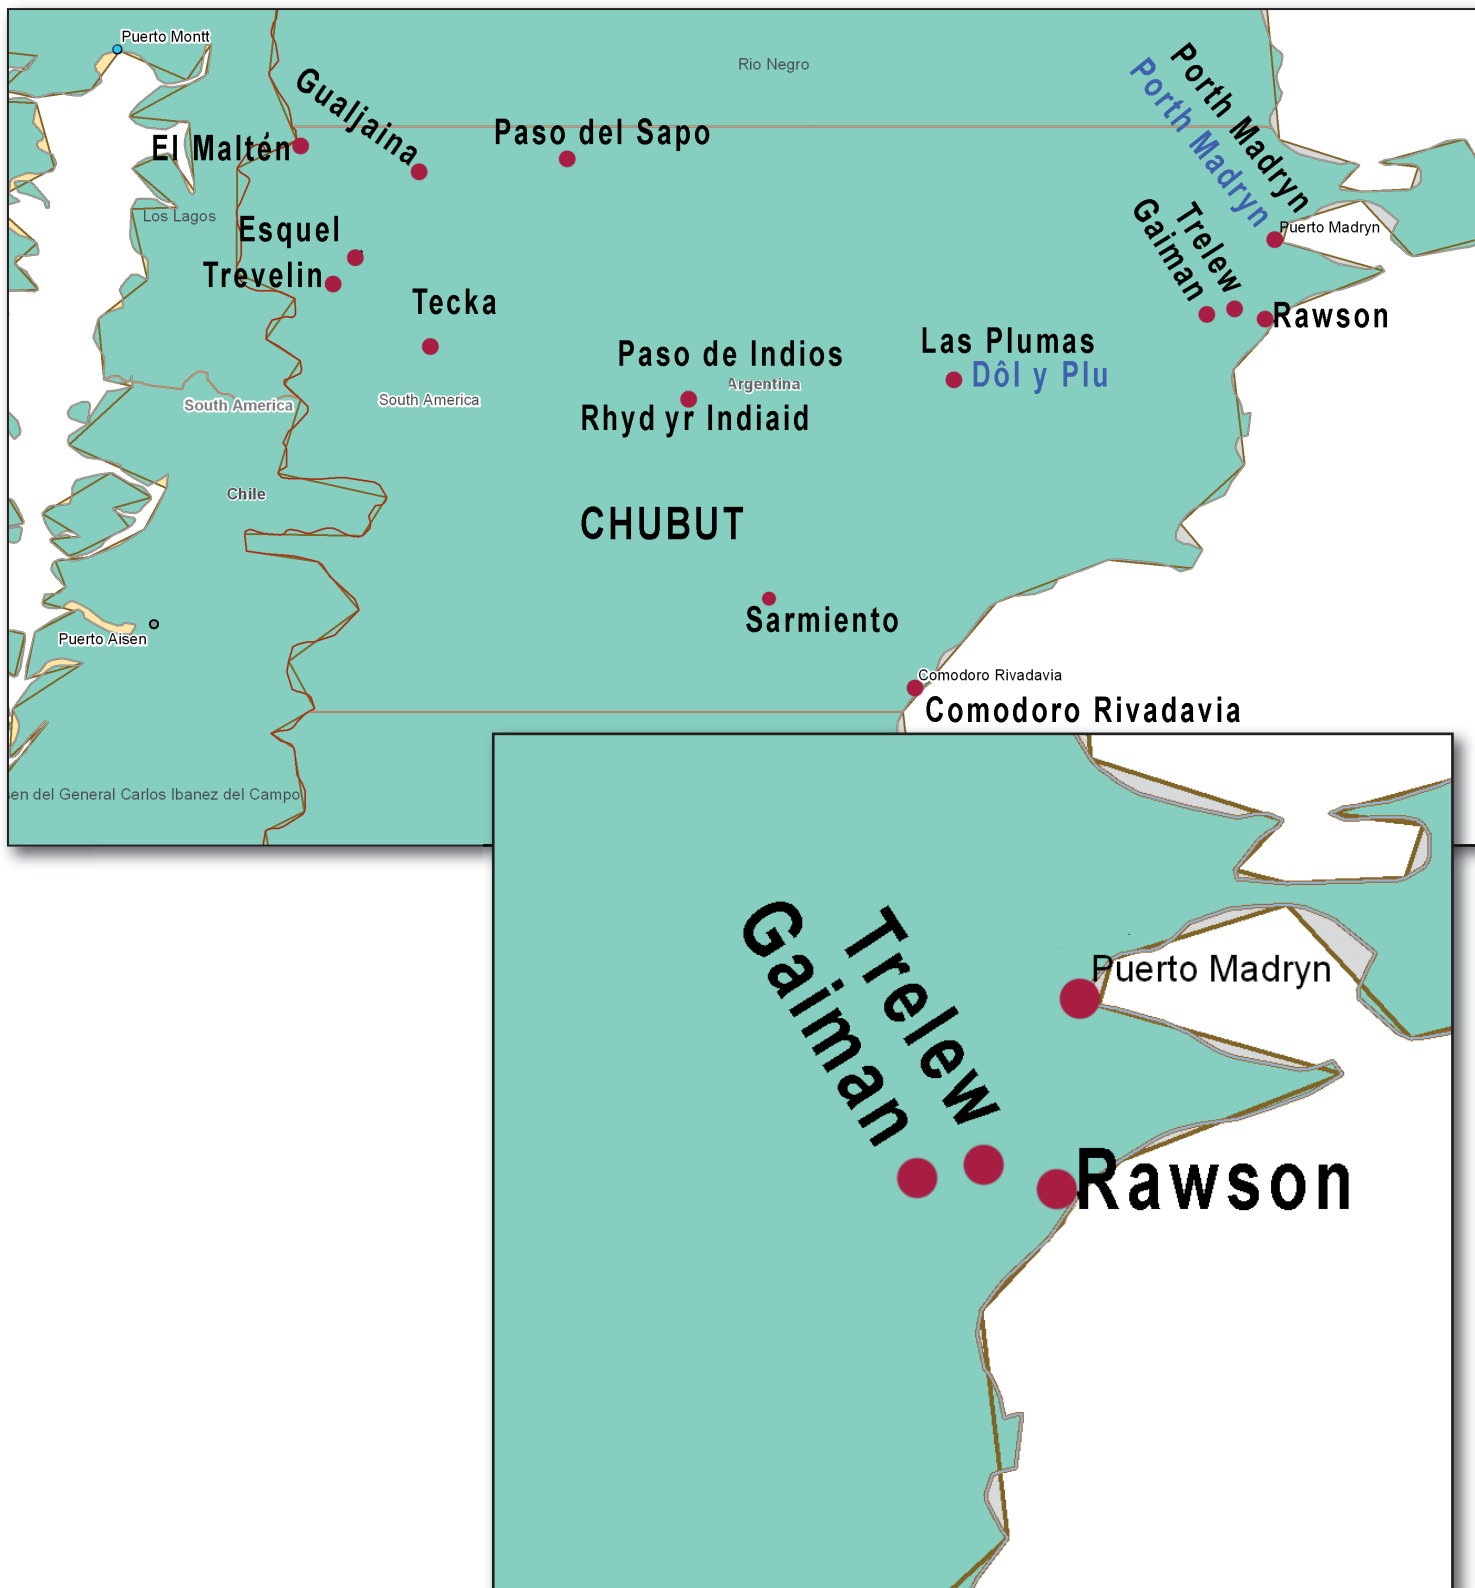 Puerto Montt
Rio Negro
Porth Madryn
Porth Madryn
Gualjaina
Paso del Sapo
El Maltén
Los Lagos
Esquel
Puerto Madryn
Trelew
Gaiman
Trevelin
Tecka
Rawson
Las Plumas
Paso de Indios
Dôl y Plu
Argentina
South America
South America
Rhyd yr Indiaid
Chile
CHUBUT
Sarmiento
Puerto Aisen
Comodoro Rivadavia
Comodoro Rivadavia
sen del General Carlos Ibanez del Campo
Trelew
Gaiman
Puerto Madryn
Rawson